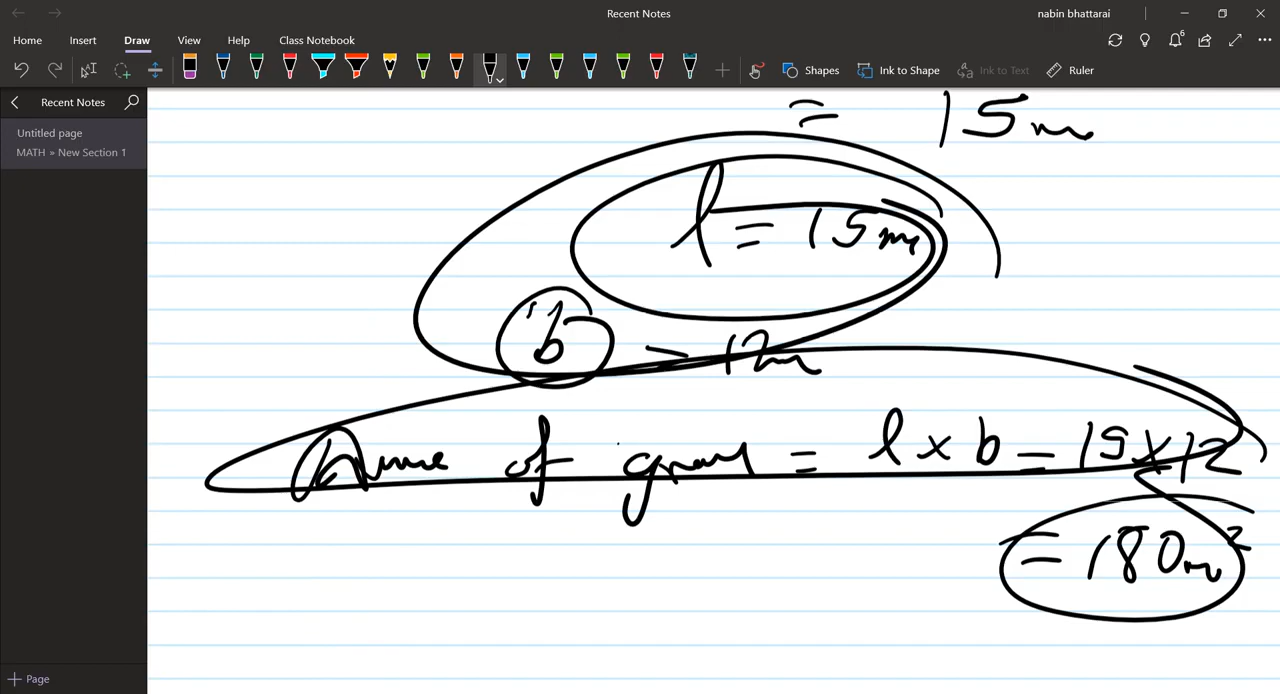 Recent Notes
nabin bhattarai
Home Insert Draw View Help Class Notebook
6
Shapes Ink to Shape Ink to Text Ruler
Recent Notes
Untitled page
MATH » New Section 1
= 15m
l = 15m
b = 12m
of = l × b = 15 × 12
= 180m²
Page